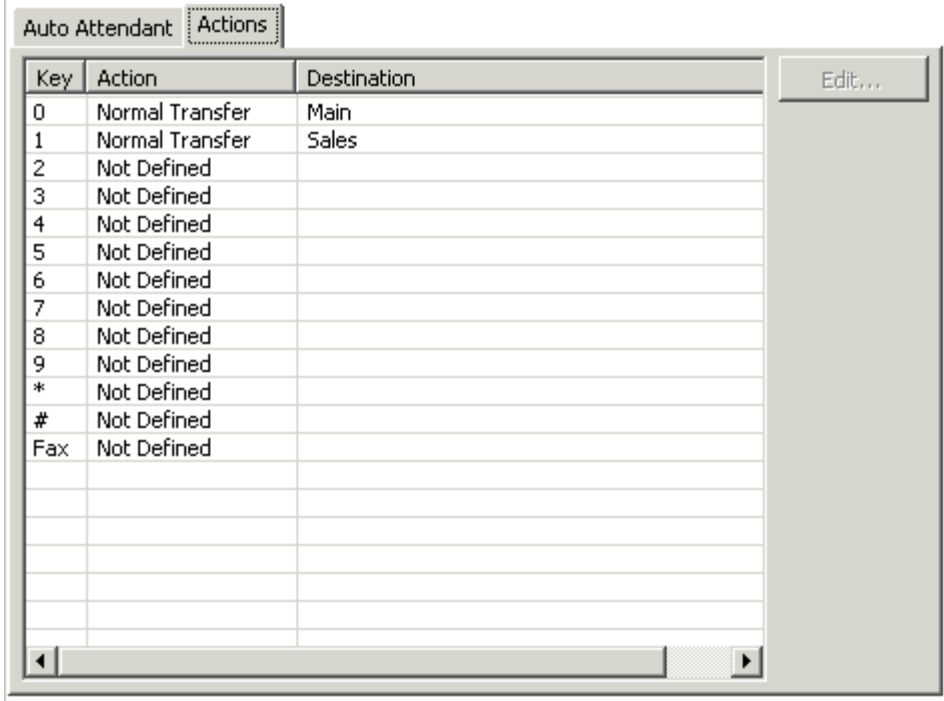 Auto Attendant Actions
Key Action Destination Edit...
0 Normal Transfer Main
1 Normal Transfer Sales
2 Not Defined
3 Not Defined
4 Not Defined
5 Not Defined
6 Not Defined
7 Not Defined
8 Not Defined
9 Not Defined
* Not Defined
# Not Defined
Fax Not Defined